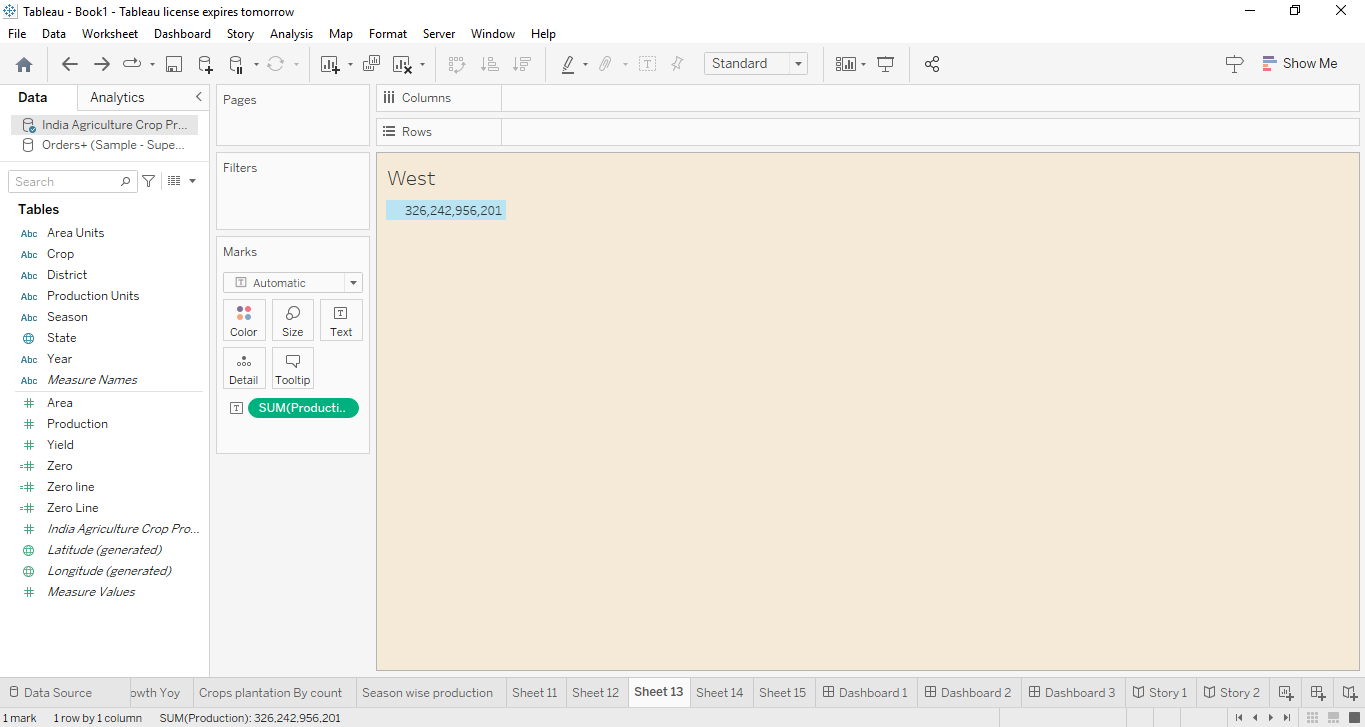 Tableau - Book1 - Tableau license expires tomorrow
File Data Worksheet Dashboard Story Analysis Map Format Server Window Help
Standard
Show Me
Data Analytics
India Agriculture Crop Pr...
Orders+ (Sample - Supe...
Search
Tables
Abc Area Units
Abc Crop
Abc District
Abc Production Units
Abc Season
State
Abc Year
Abc Measure Names
# Area
# Production
# Yield
=# Zero
=# Zero line
=# Zero Line
# India Agriculture Crop Pro...
Latitude (generated)
Longitude (generated)
# Measure Values
Pages
Filters
Marks
T Automatic
Color Size Text
Detail Tooltip
T SUM(Producti..
Columns
Rows
West
326,242,956,201
Data Source owth Yoy Crops plantation By count Season wise production Sheet 11 Sheet 12 Sheet 13 Sheet 14 Sheet 15 Dashboard 1 Dashboard 2 Dashboard 3 Story 1 Story 2
1 mark 1 row by 1 column SUM(Production): 326,242,956,201